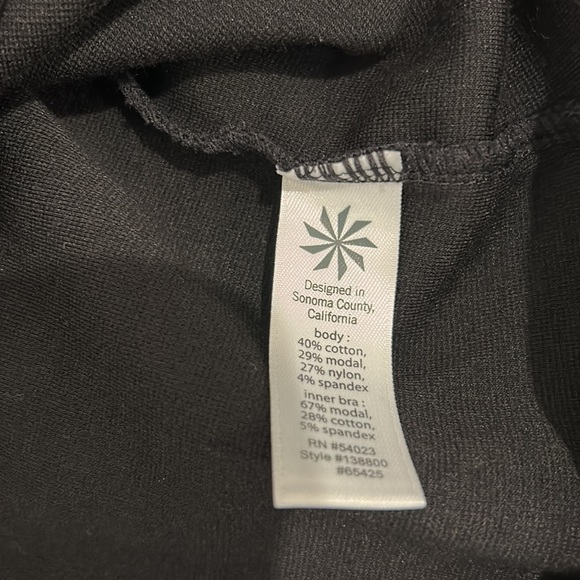 Designed in
Sonoma County,
California
body :
40% cotton,
29% modal,
27% nylon,
4% spandex
inner bra :
67% modal,
28% cotton,
5% spandex
RN #54023
Style #138800
#65425